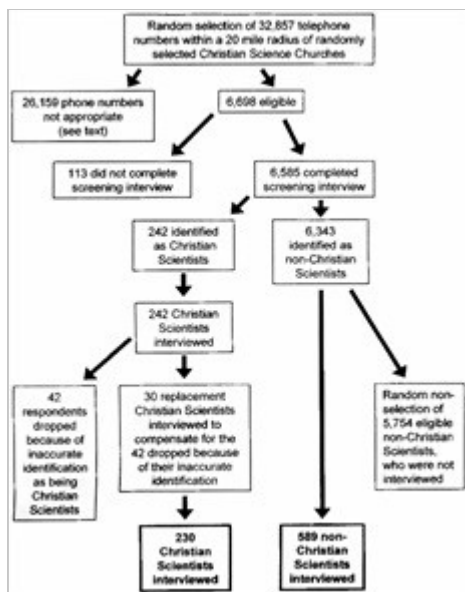 Random selection of 32,857 telephone
numbers within a 20 mile radius of randomly
selected Christian Science Churches
26,159 phone numbers
not appropriate
(see text)
6,698 eligible
113 did not complete
screening interview
6,585 completed
screening interview
242 identified
as Christian
Scientists
6,343
identified as
non-Christian
Scientists
242 Christian
Scientists
interviewed
42
respondents
dropped
because of
inaccurate
identification
as being
Christian
Scientists
30 replacement
Christian Scientists
interviewed to
compensate for the
42 dropped because
of their inaccurate
identification
Random non-
selection of
5,754 eligible
non-Christian
Scientists,
who were not
interviewed
230
Christian
Scientists
interviewed
589 non-
Christian
Scientists
interviewed